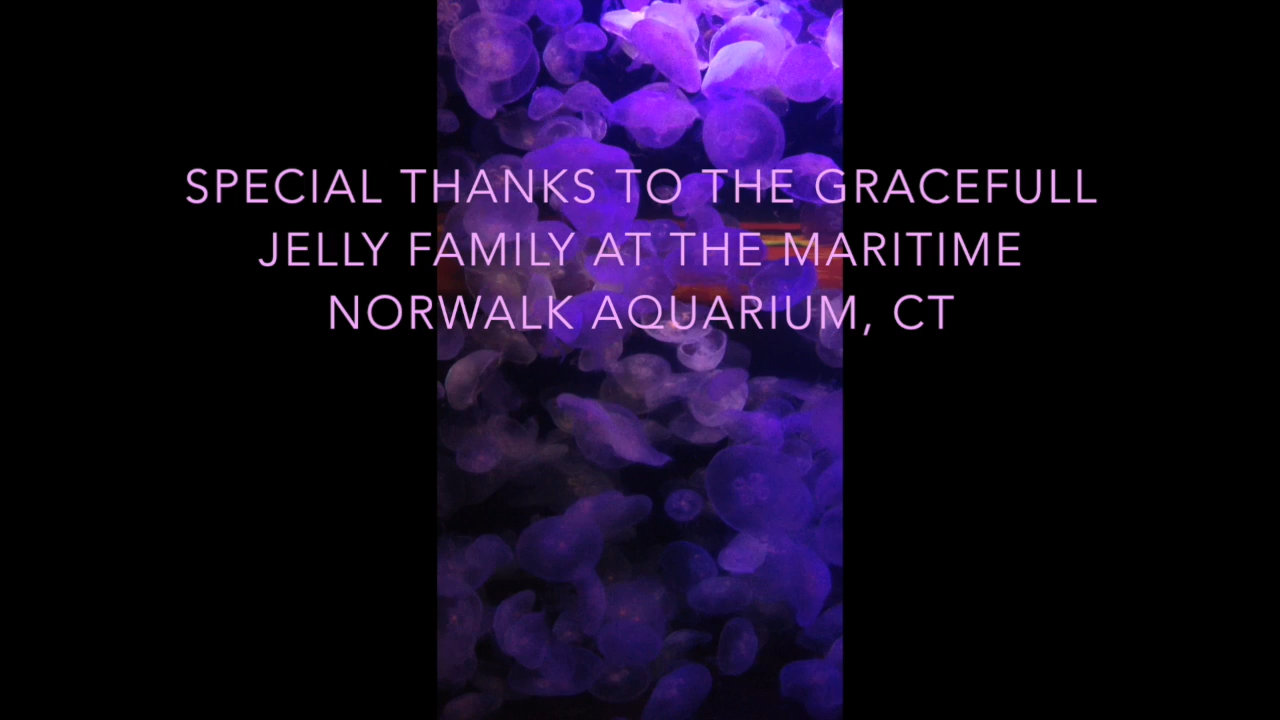 SPECIAL THANKS TO THE GRACEFULL
JELLY FAMILY AT THE MARITIME
NORWALK AQUARIUM, CT